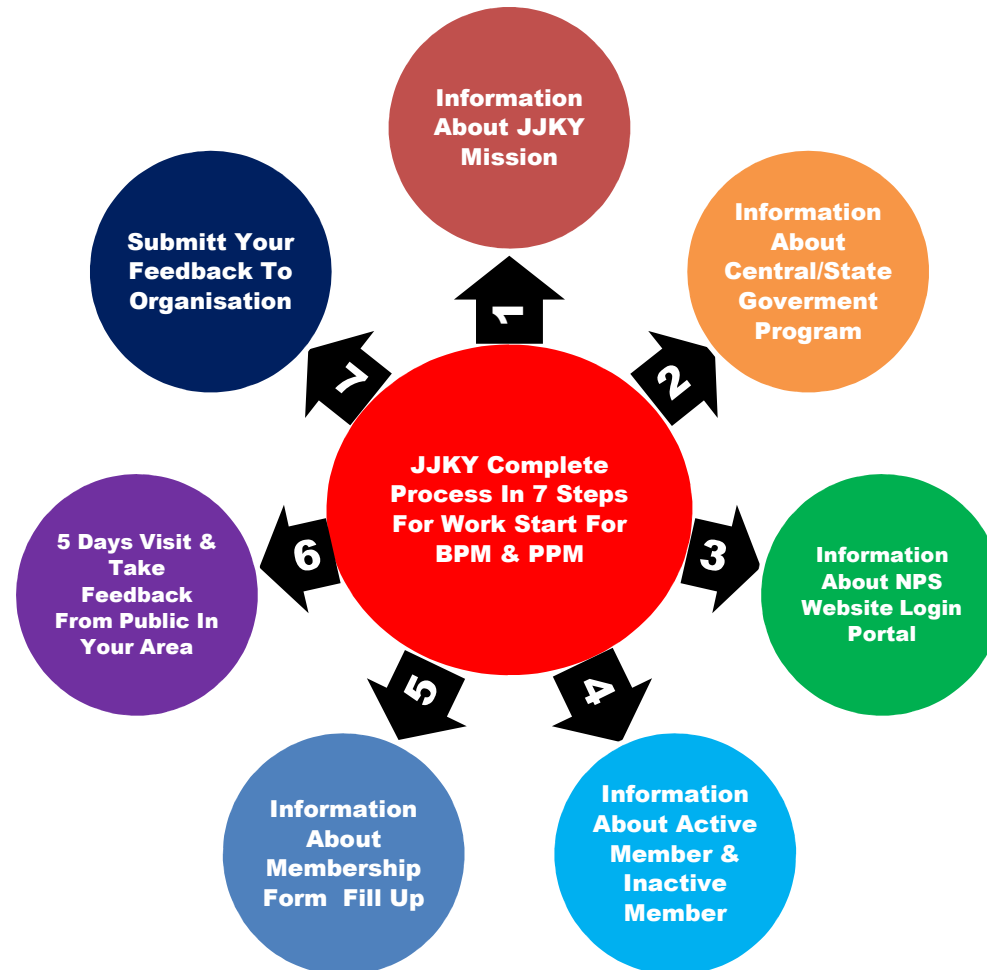 Information
About JJKY
Mission
Information
About
Central/State
Goverment
Program
Information
About NPS
Website Login
Portal
Information
About Active
Member &
Inactive
Member
Information
About
Membership
Form  Fill Up
5 Days Visit &
Take
Feedback
From Public In
Your Area
Submitt Your
Feedback To
Organisation
1
2
3
4
5
6
7
JJKY Complete
Process In 7 Steps
For Work Start For
BPM & PPM